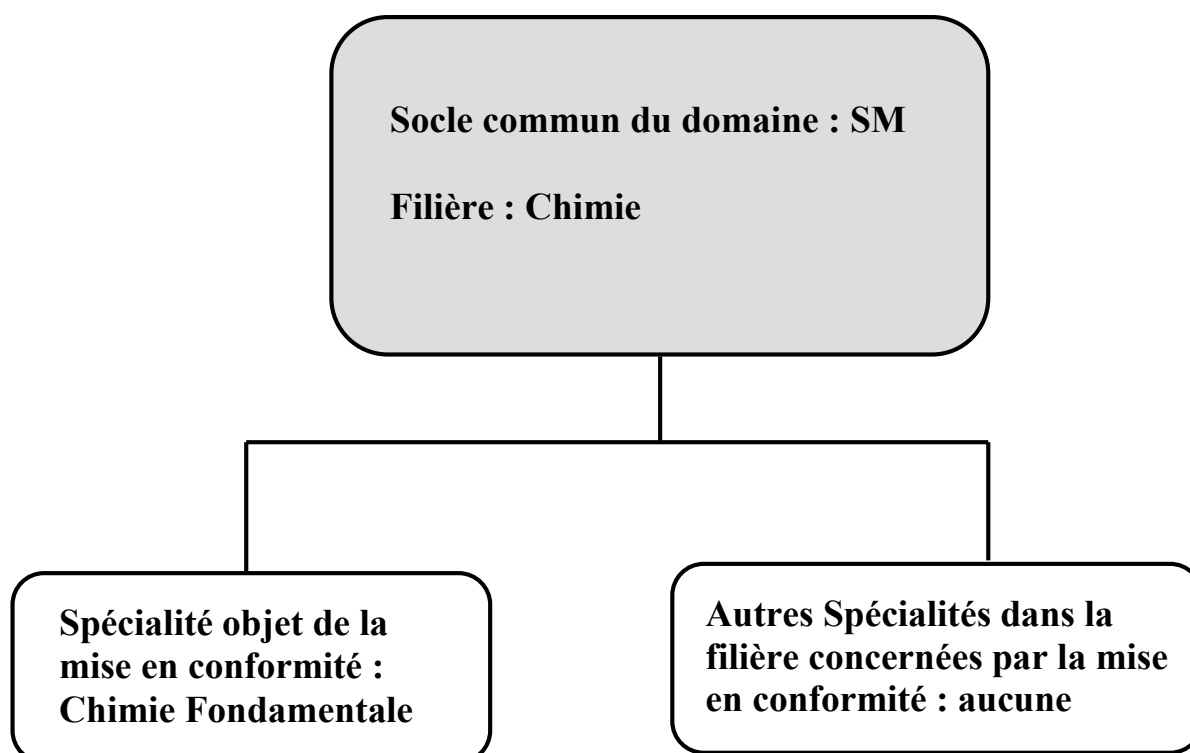 Socle commun du domaine : SM
Filière : Chimie
Spécialité objet de la
mise en conformité :
Chimie Fondamentale
Autres Spécialités dans la
filière concernées par la mise
en conformité : aucune